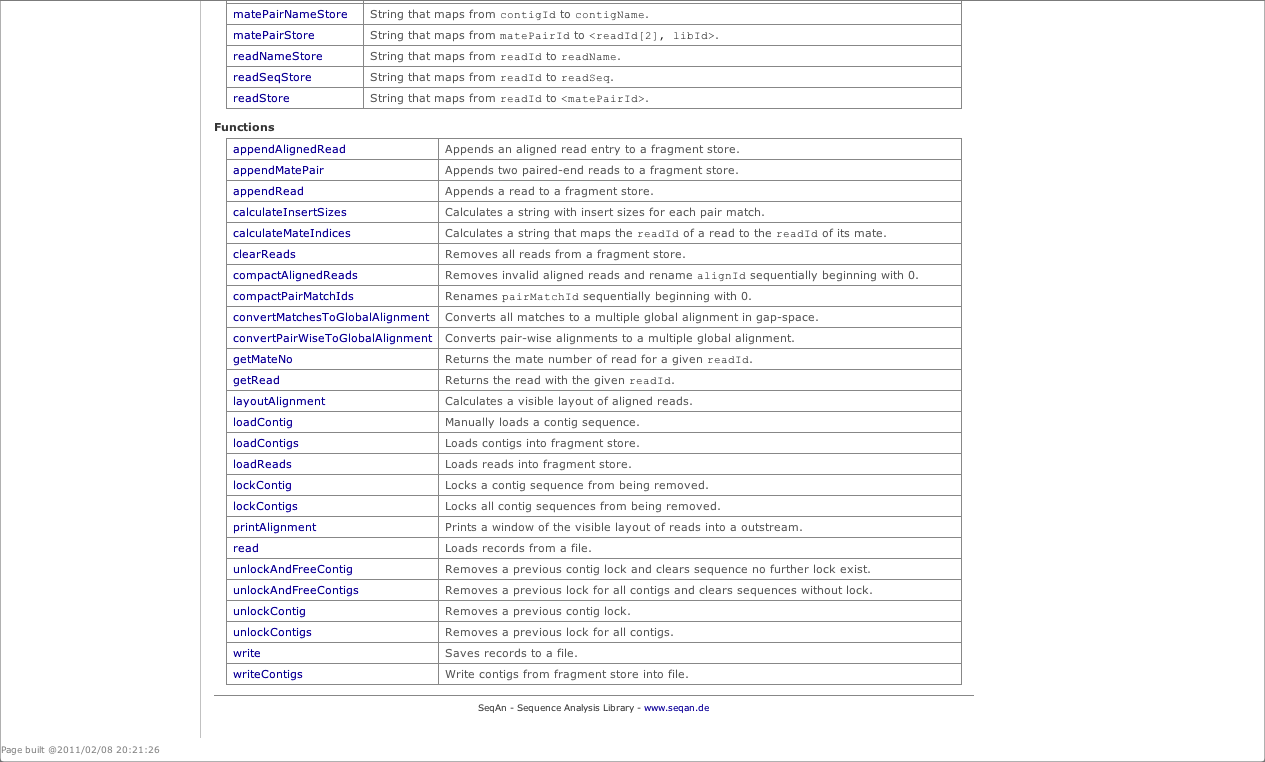 matePairNameStore String that maps from contigId to contigName.
matePairStore String that maps from matePairId to <readId[2], libId>.
readNameStore String that maps from readId to readName.
readSeqStore String that maps from readId to readSeq.
readStore String that maps from readId to <matePairId>.
Functions
appendAlignedRead Appends an aligned read entry to a fragment store.
appendMatePair Appends two paired-end reads to a fragment store.
appendRead Appends a read to a fragment store.
calculateInsertSizes Calculates a string with insert sizes for each pair match.
calculateMateIndices Calculates a string that maps the readId of a read to the readId of its mate.
clearReads Removes all reads from a fragment store.
compactAlignedReads Removes invalid aligned reads and rename alignId sequentially beginning with 0.
compactPairMatchIds Renames pairMatchId sequentially beginning with 0.
convertMatchesToGlobalAlignment Converts all matches to a multiple global alignment in gap-space.
convertPairWiseToGlobalAlignment Converts pair-wise alignments to a multiple global alignment.
getMateNo Returns the mate number of read for a given readId.
getRead Returns the read with the given readId.
layoutAlignment Calculates a visible layout of aligned reads.
loadContig Manually loads a contig sequence.
loadContigs Loads contigs into fragment store.
loadReads Loads reads into fragment store.
lockContig Locks a contig sequence from being removed.
lockContigs Locks all contig sequences from being removed.
printAlignment Prints a window of the visible layout of reads into a outstream.
read Loads records from a file.
unlockAndFreeContig Removes a previous contig lock and clears sequence no further lock exist.
unlockAndFreeContigs Removes a previous lock for all contigs and clears sequences without lock.
unlockContig Removes a previous contig lock.
unlockContigs Removes a previous lock for all contigs.
write Saves records to a file.
writeContigs Write contigs from fragment store into file.
SeqAn - Sequence Analysis Library - www.seqan.de
Page built @2011/02/08 20:21:26